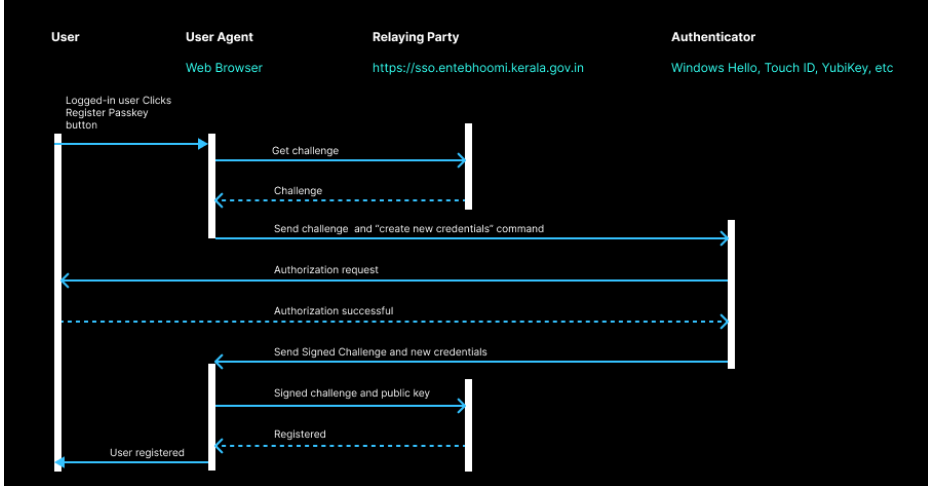 User
User Agent
Relaying Party
Authenticator
Web Browser
https://sso.entebhoomi.kerala.gov.in
Windows Hello, Touch ID, YubiKey, etc
Logged-in user Clicks
Register Passkey
button
Get challenge
Challenge
Send challenge and “create new credentials” command
Authorization request
Authorization successful
Send Signed Challenge and new credentials
Signed challenge and public key
Registered
User registered